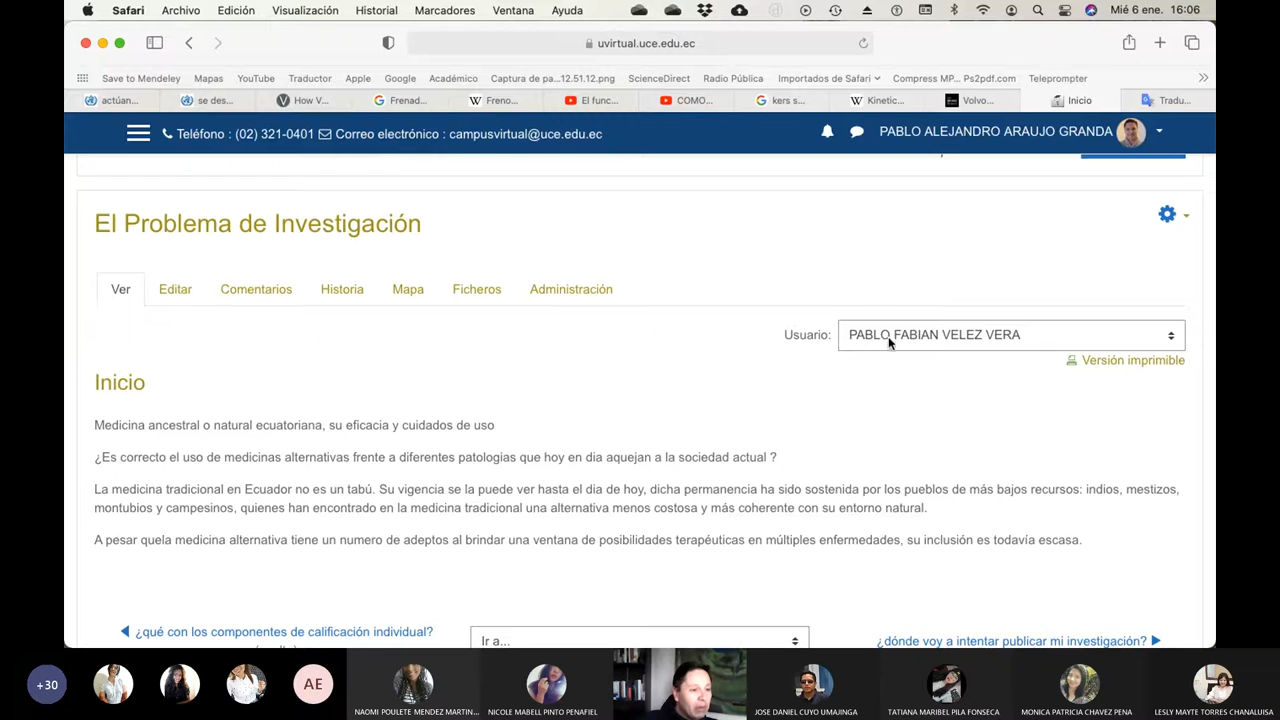 Safari Archivo Edición Visualización Historial Marcadores Ventana Ayuda Mié 6 ene. 16:06
uvirtual.uce.edu.ec
Save to Mendeley Mapas YouTube Traductor Apple Google Académico Captura de pa...12.51.12.png ScienceDirect Radio Pública Importados de Safari Compress MP... Ps2pdf.com Teleprompter
actúan... se des... How V... Frenad... Freno... El func... COMO... kers s... Kinetic... Volvo... Inicio Tradu...
Teléfono : (02) 321-0401 Correo electrónico : campusvirtual@uce.edu.ec PABLO ALEJANDRO ARAUJO GRANDA
El Problema de Investigación
Ver Editar Comentarios Historia Mapa Ficheros Administración
Usuario: PABLO FABIAN VELEZ VERA
Versión imprimible
Inicio
Medicina ancestral o natural ecuatoriana, su eficacia y cuidados de uso
¿Es correcto el uso de medicinas alternativas frente a diferentes patologias que hoy en dia aquejan a la sociedad actual ?
La medicina tradicional en Ecuador no es un tabú. Su vigencia se la puede ver hasta el dia de hoy, dicha permanencia ha sido sostenida por los pueblos de más bajos recursos: indios, mestizos,
montubios y campesinos, quienes han encontrado en la medicina tradicional una alternativa menos costosa y más coherente con su entorno natural.
A pesar quela medicina alternativa tiene un numero de adeptos al brindar una ventana de posibilidades terapéuticas en múltiples enfermedades, su inclusión es todavía escasa.
¿qué con los componentes de calificación individual? Ir a... ¿dónde voy a intentar publicar mi investigación?
+30 AE NAOMI POULETE MENDEZ MARTIN... NICOLE MABELL PINTO PENAFIEL JOSE DANIEL CUYO UMAJINGA TATIANA MARIBEL PILA FONSECA MONICA PATRICIA CHAVEZ PENA LESLY MAYTE TORRES CHANALUISA